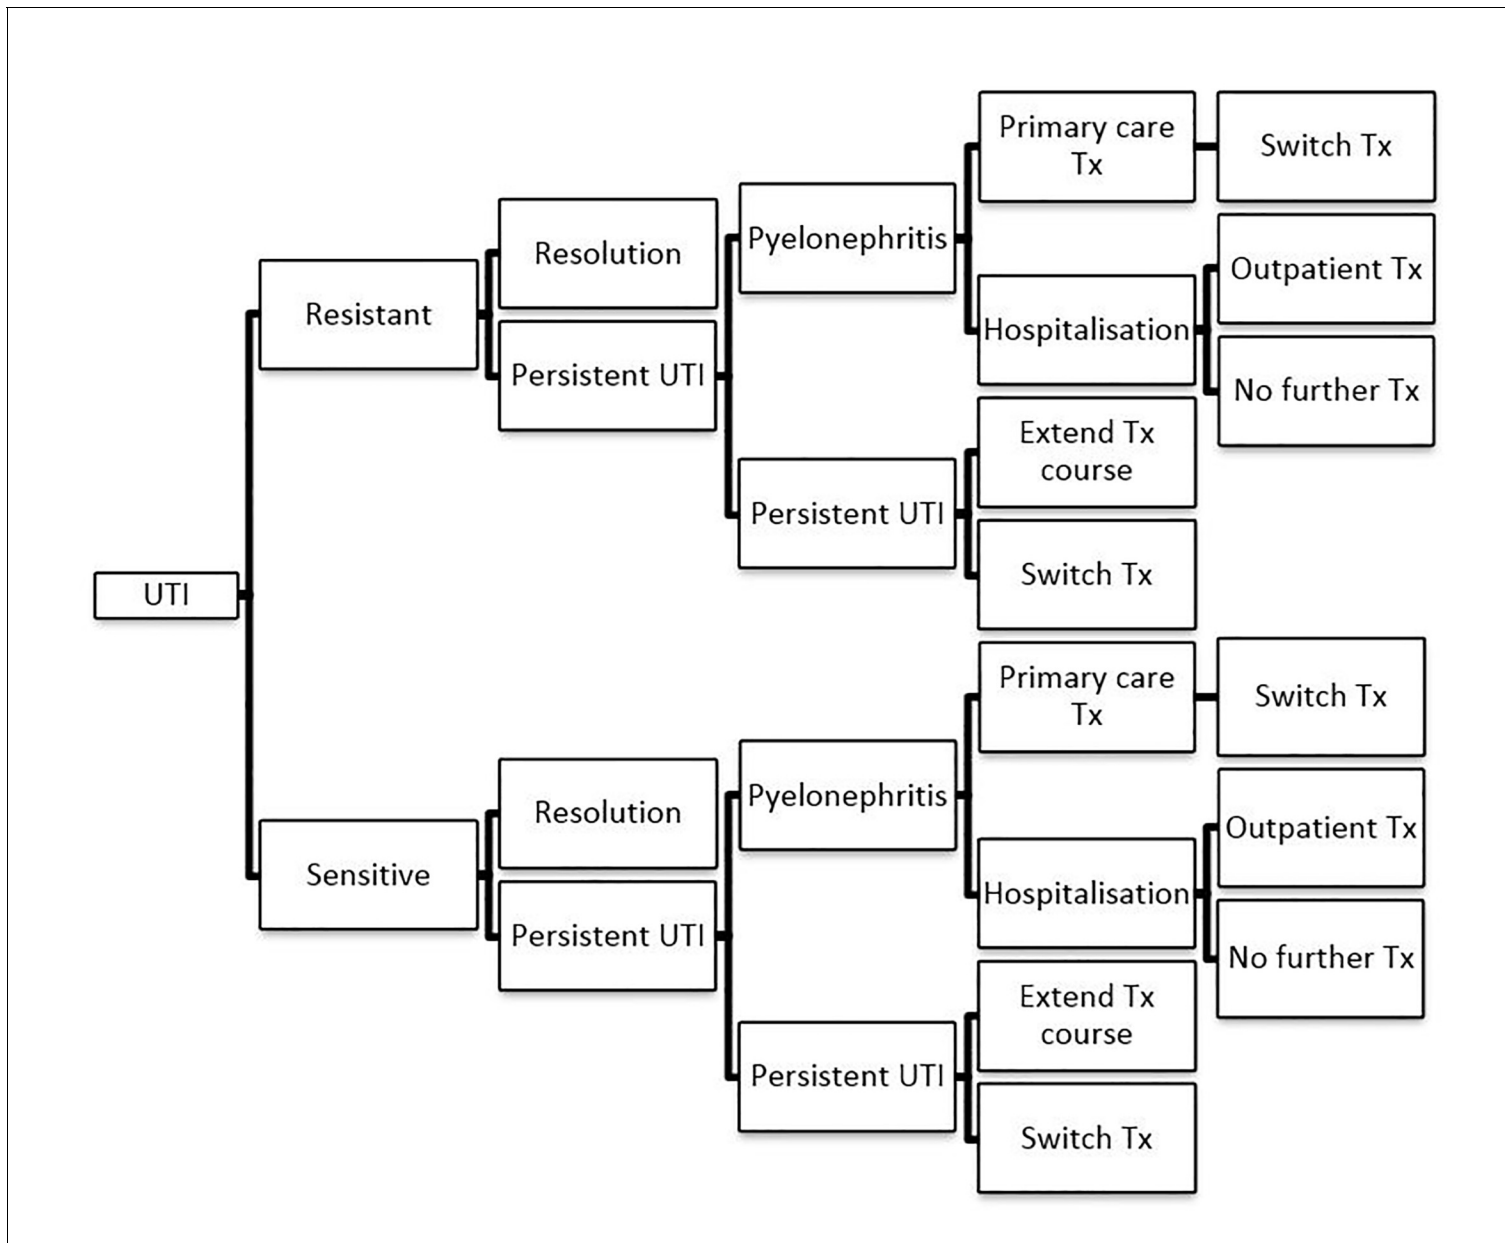 UTI
Resistant
Resolution
Persistent UTI
Pyelonephritis
Primary care
Tx
Switch Tx
Hospitalisation
Outpatient Tx
No further Tx
Persistent UTI
Extend Tx
course
Switch Tx
Sensitive
Resolution
Persistent UTI
Pyelonephritis
Primary care
Tx
Switch Tx
Hospitalisation
Outpatient Tx
No further Tx
Persistent UTI
Extend Tx
course
Switch Tx